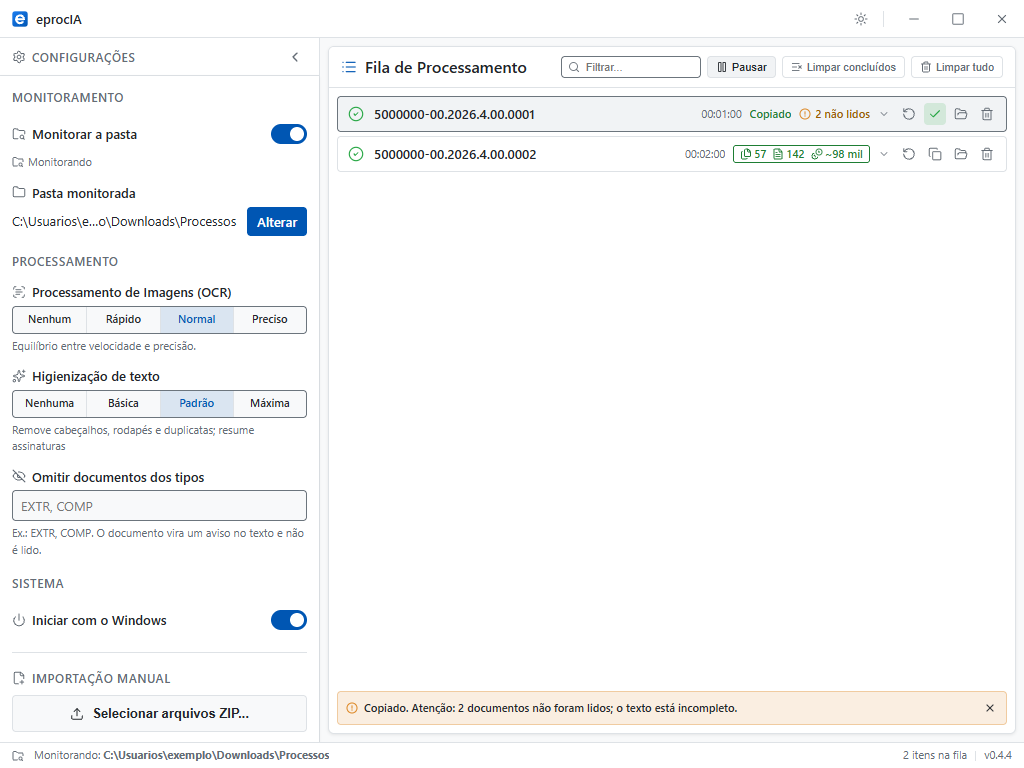 eprocIA
CONFIGURAÇÕES
MONITORAMENTO
Monitorar a pasta
Monitorando
Pasta monitorada
C:\Usuarios\e...o\Downloads\Processos
Alterar
PROCESSAMENTO
Processamento de Imagens (OCR)
Nenhum Rápido Normal Preciso
Equilíbrio entre velocidade e precisão.
Higienização de texto
Nenhuma Básica Padrão Máxima
Remove cabeçalhos, rodapés e duplicatas; resume
assinaturas
Omitir documentos dos tipos
EXTR, COMP
Ex.: EXTR, COMP. O documento vira um aviso no texto e não
é lido.
SISTEMA
Iniciar com o Windows
IMPORTAÇÃO MANUAL
Selecionar arquivos ZIP...
Fila de Processamento
Filtrar...
Pausar
Limpar concluídos
Limpar tudo
5000000-00.2026.4.00.0001 00:01:00 Copiado 2 não lidos
5000000-00.2026.4.00.0002 00:02:00 57 142 ~98 mil
Copiado. Atenção: 2 documentos não foram lidos; o texto está incompleto.
Monitorando: C:\Usuarios\exemplo\Downloads\Processos
2 itens na fila v0.4.4